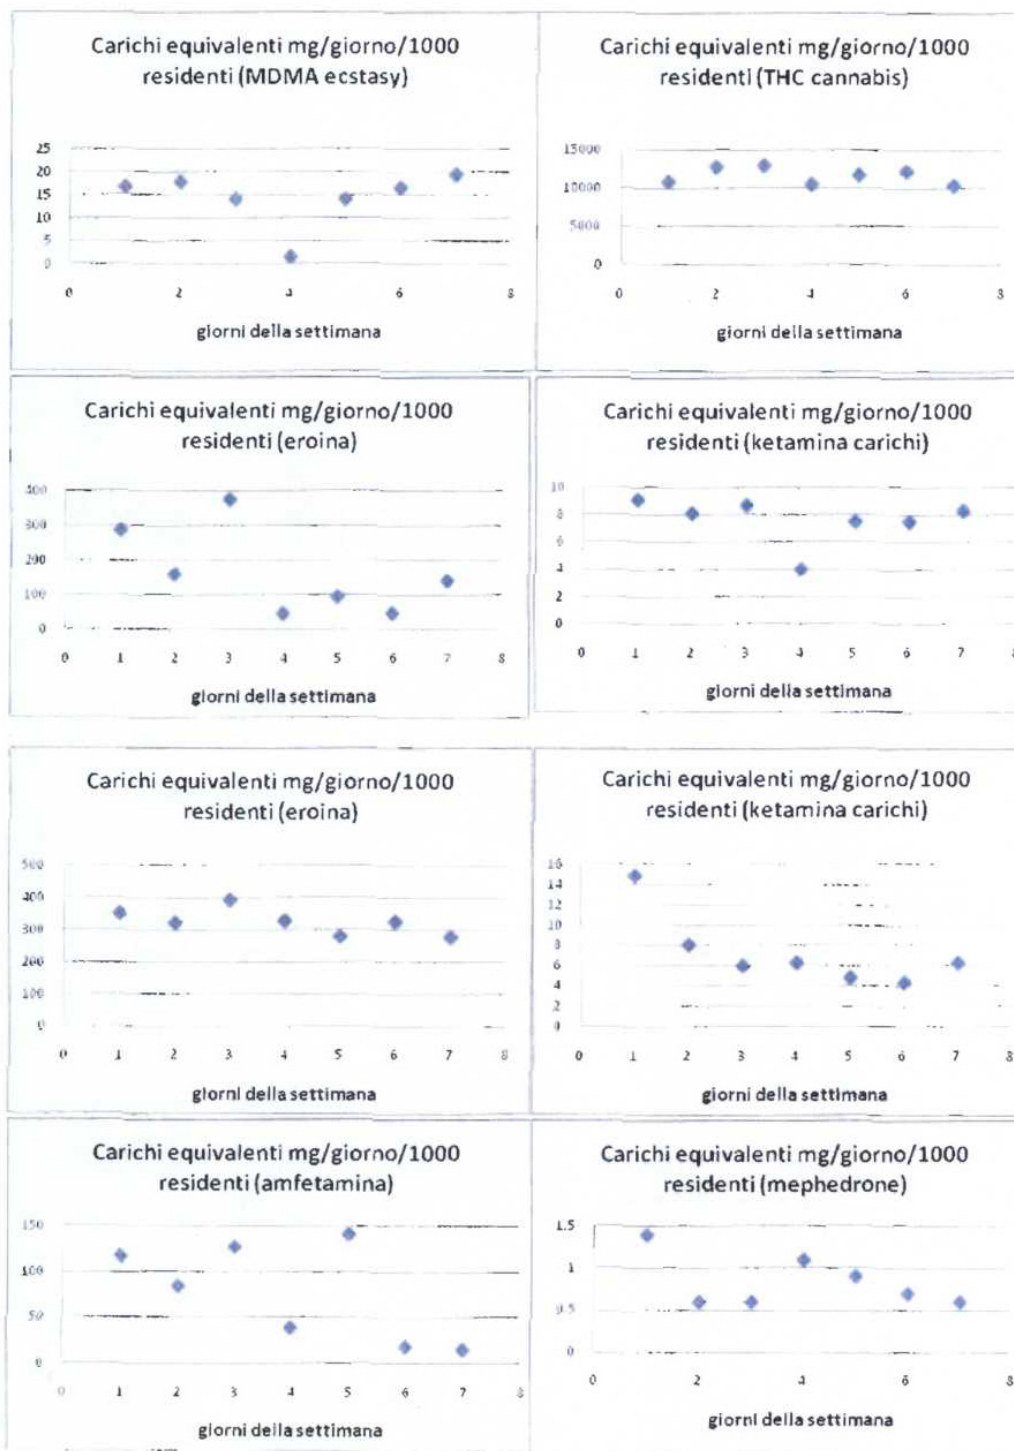 Carichi equivalenti mg/giorno/1000
residenti (MDMA ecstasy)
25
20
15
10
5
0
0 2 4 6 8
giorni della settimana
Carichi equivalenti mg/giorno/1000
residenti (THC cannabis)
15000
10000
5000
0
0 2 4 6 8
giorni della settimana
Carichi equivalenti mg/giorno/1000
residenti (eroina)
400
300
200
100
0
0 1 2 3 4 5 6 7 8
giorni della settimana
Carichi equivalenti mg/giorno/1000
residenti (ketamina carichi)
10
8
6
4
2
0
0 1 2 3 4 5 6 7 8
giorni della settimana
Carichi equivalenti mg/giorno/1000
residenti (eroina)
500
400
300
200
100
0
0 1 2 3 4 5 6 7 8
giorni della settimana
Carichi equivalenti mg/giorno/1000
residenti (ketamina carichi)
16
14
12
10
8
6
4
2
0
0 1 2 3 4 5 6 7 8
giorni della settimana
Carichi equivalenti mg/giorno/1000
residenti (amfetamina)
150
100
50
0
0 1 2 3 4 5 6 7 8
giorni della settimana
Carichi equivalenti mg/giorno/1000
residenti (mephedrone)
1.5
1
0.5
0
0 2 4 6 8
giorni della settimana